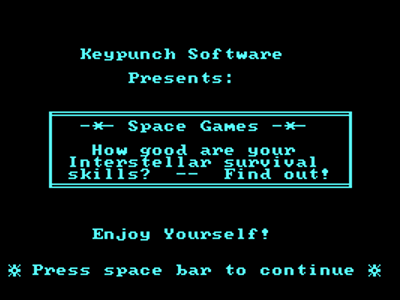 Keypunch Software
Presents:
-*- Space Games -*-
How good are your
Interstellar survival
skills? -- Find out!
Enjoy Yourself!
* Press space bar to continue *